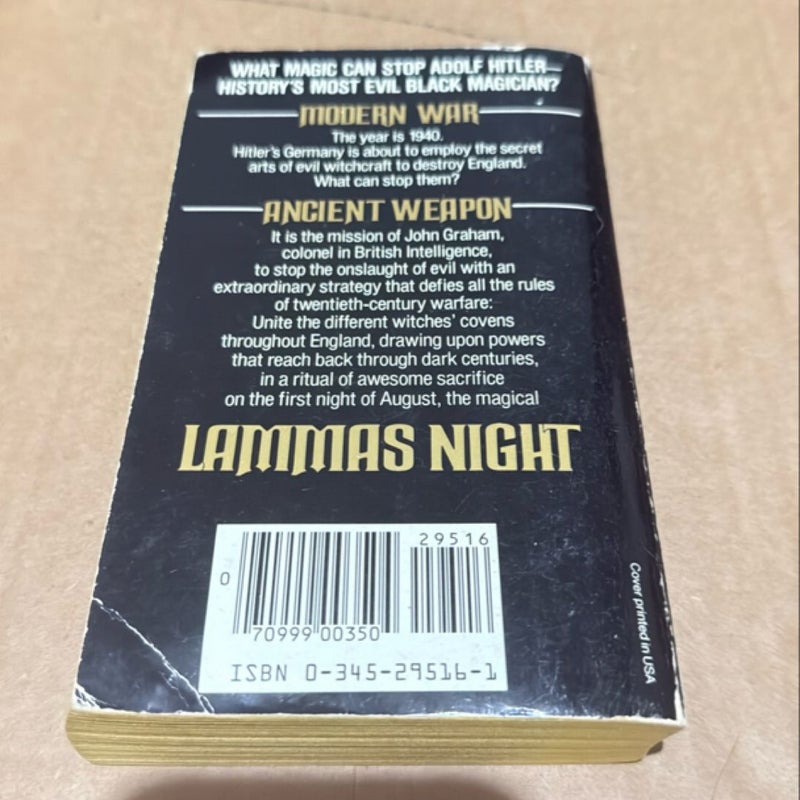 WHAT MAGIC CAN STOP ADOLF HITLER—
HISTORY'S MOST EVIL BLACK MAGICIAN?
MODERN WAR
The year is 1940.
Hitler's Germany is about to employ the secret
arts of evil witchcraft to destroy England.
What can stop them?
ANCIENT WEAPON
It is the mission of John Graham,
colonel in British Intelligence,
to stop the onslaught of evil with an
extraordinary strategy that defies all the rules
of twentieth-century warfare:
Unite the different witches' covens
throughout England, drawing upon powers
that reach back through dark centuries,
in a ritual of awesome sacrifice
on the first night of August, the magical
LAMMAS NIGHT
29516
0
70999 00350
ISBN 0-345-29516-1
Cover printed in USA